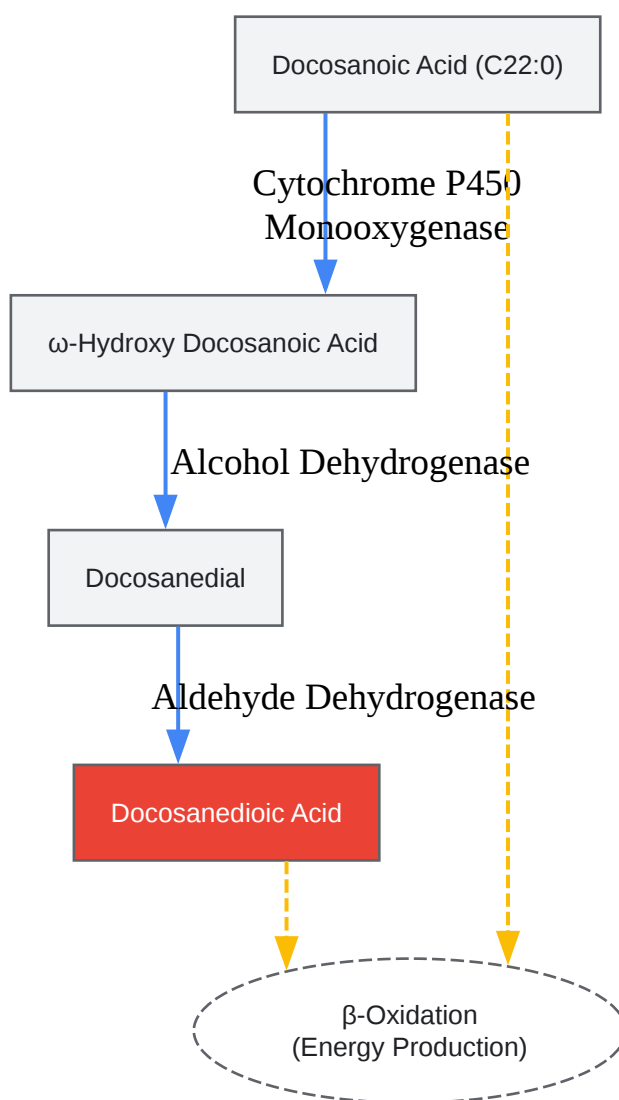 Docosanoic Acid (C22:0)
Cytochrome P450
Monooxygenase
ω-Hydroxy Docosanoic Acid
Alcohol Dehydrogenase
Docosanedial
Aldehyde Dehydrogenase
Docosanedioic Acid
β-Oxidation
(Energy Production)